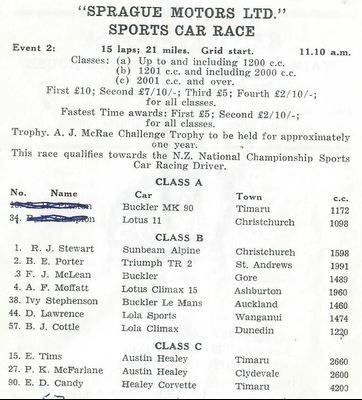 "SPRAGUE MOTORS LTD."
SPORTS CAR RACE
Event 2: 15 laps; 21 miles. Grid start. 11.10 a.m.
Classes: (a) Up to and including 1200 c.c.
(b) 1201 c.c. and including 2000 c.c.
(c) 2001 c.c. and over.
First £10; Second £7/10/-; Third £5; Fourth £2/10/-;
for all classes.
Fastest Time awards: First £5; Second £2/10/-;
for all classes.
Trophy. A. J. McRae Challenge Trophy to be held for approximately
one year.
This race qualifies towards the N.Z. National Championship Sports
Car Racing Driver.
CLASS A
No. Name Car Town c.c.
Buckler MK 90 Timaru 1172
34. Lotus 11 Christchurch 1098
CLASS B
1. R. J. Stewart Sunbeam Alpine Christchurch 1598
2. B. E. Porter Triumph TR 2 St. Andrews 1991
3. F. J. McLean Buckler Gore 1489
4. A. F. Moffatt Lotus Climax 15 Ashburton 1960
38. Ivy Stephenson Buckler Le Mans Auckland 1460
44. D. Lawrence Lola Sports Wanganui 1474
57. B. J. Cottle Lola Climax Dunedin 1220
CLASS C
15. E. Tims Austin Healey Timaru 2660
27. P. K. McFarlane Austin Healey Clydevale 2600
90. E. D. Candy Healey Corvette Timaru 4200